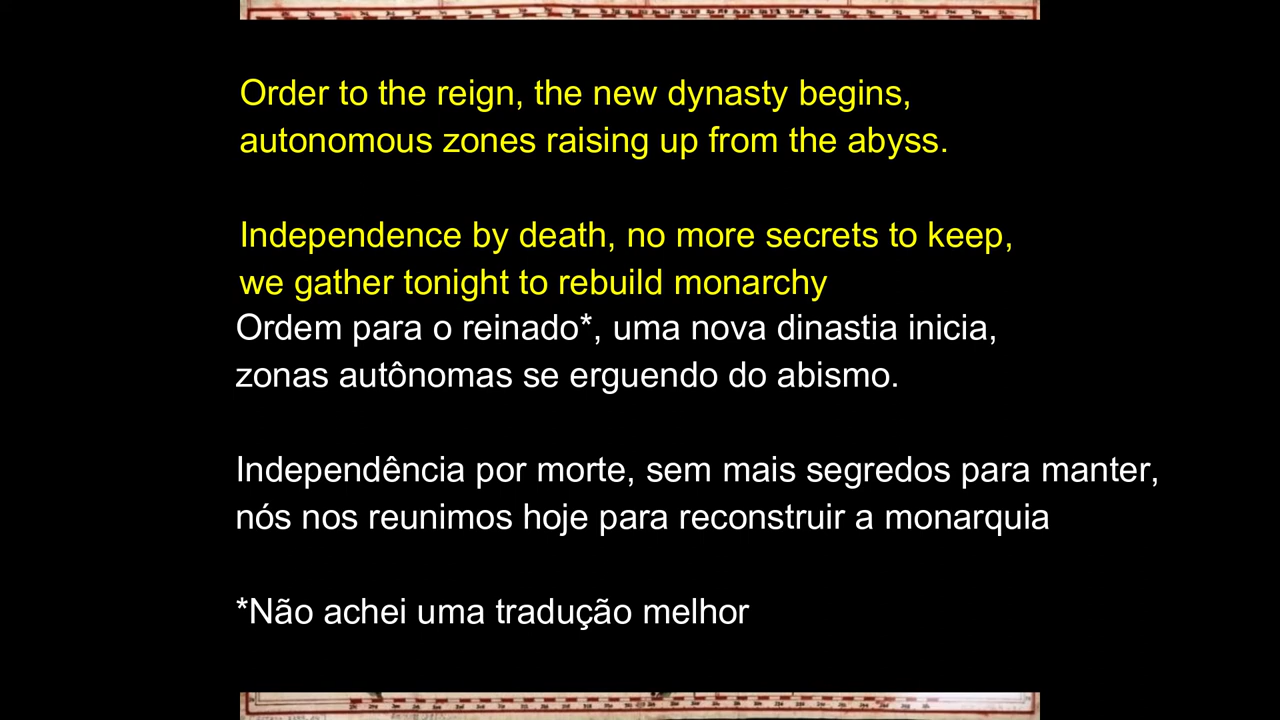 Order to the reign, the new dynasty begins,
autonomous zones raising up from the abyss.
Independence by death, no more secrets to keep,
we gather tonight to rebuild monarchy
Ordem para o reinado*, uma nova dinastia inicia,
zonas autônomas se erguendo do abismo.
Independência por morte, sem mais segredos para manter,
nós nos reunimos hoje para reconstruir a monarquia
*Não achei uma tradução melhor